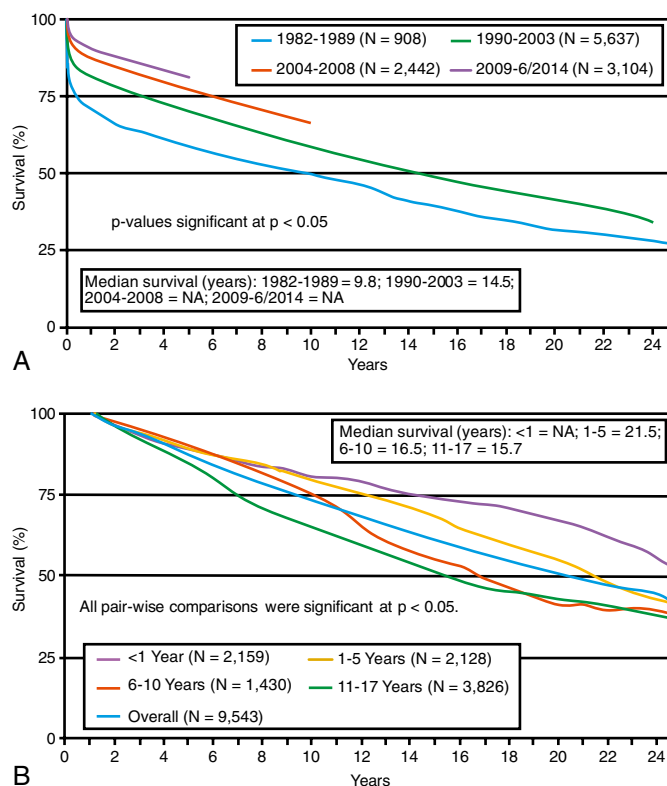 100
75
50
25
0
Survival (%)
1982-1989 (N = 908)
1990-2003 (N = 5,637)
2004-2008 (N = 2,442)
2009-6/2014 (N = 3,104)
p-values significant at p < 0.05
Median survival (years): 1982-1989 = 9.8; 1990-2003 = 14.5;
2004-2008 = NA; 2009-6/2014 = NA
0 2 4 6 8 10 12 14 16 18 20 22 24
Years
A
100
75
50
25
0
Survival (%)
Median survival (years): <1 = NA; 1-5 = 21.5;
6-10 = 16.5; 11-17 = 15.7
All pair-wise comparisons were significant at p < 0.05.
<1 Year (N = 2,159)
1-5 Years (N = 2,128)
6-10 Years (N = 1,430)
11-17 Years (N = 3,826)
Overall (N = 9,543)
0 2 4 6 8 10 12 14 16 18 20 22 24
Years
B